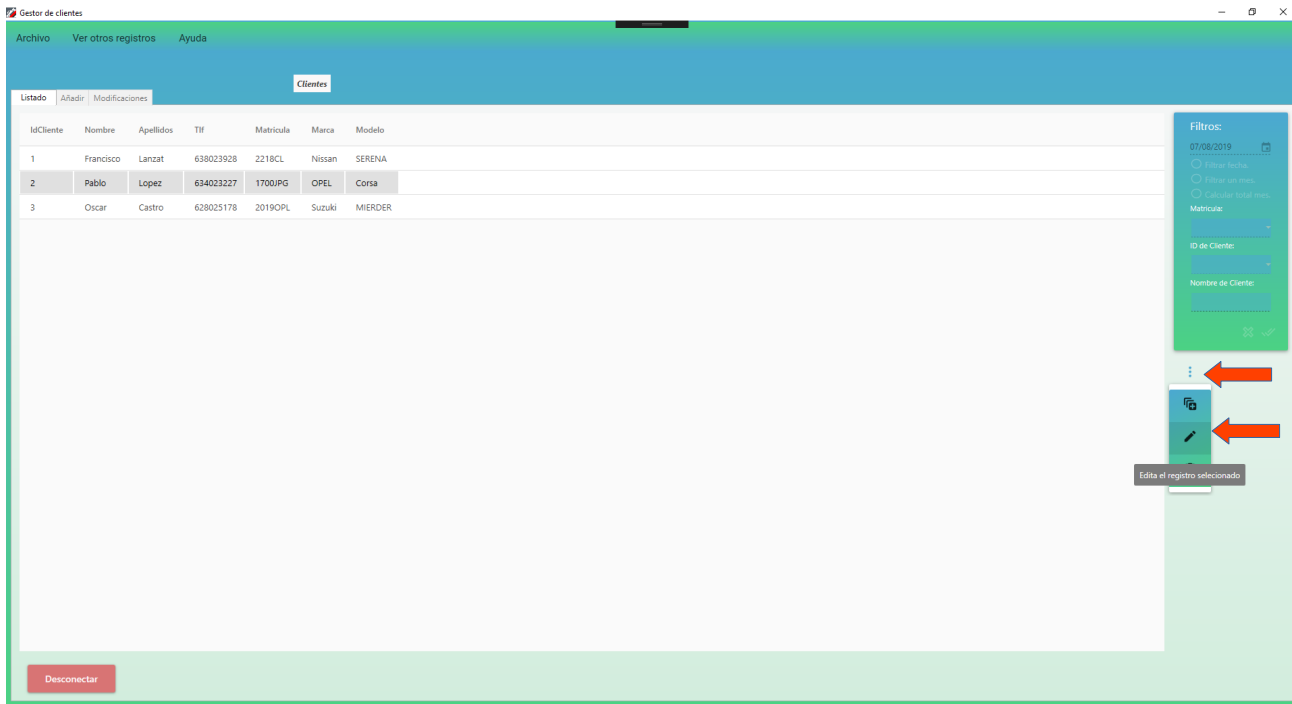 Gestor de clientes
Archivo Ver otros registros Ayuda
Clientes
Listado Añadir Modificaciones
IdCliente Nombre Apellidos Tlf Matricula Marca Modelo
1 Francisco Lanzat 638023928 2218CL Nissan SERENA
2 Pablo Lopez 634023227 1700JPG OPEL Corsa
3 Oscar Castro 628025178 2019OPL Suzuki MIERDER
Filtros:
07/08/2019
Filtrar fecha.
Filtrar un mes.
Calcular total mes.
Matricula:
ID de Cliente:
Nombre de Cliente:
Edita el registro selecionado
Desconectar